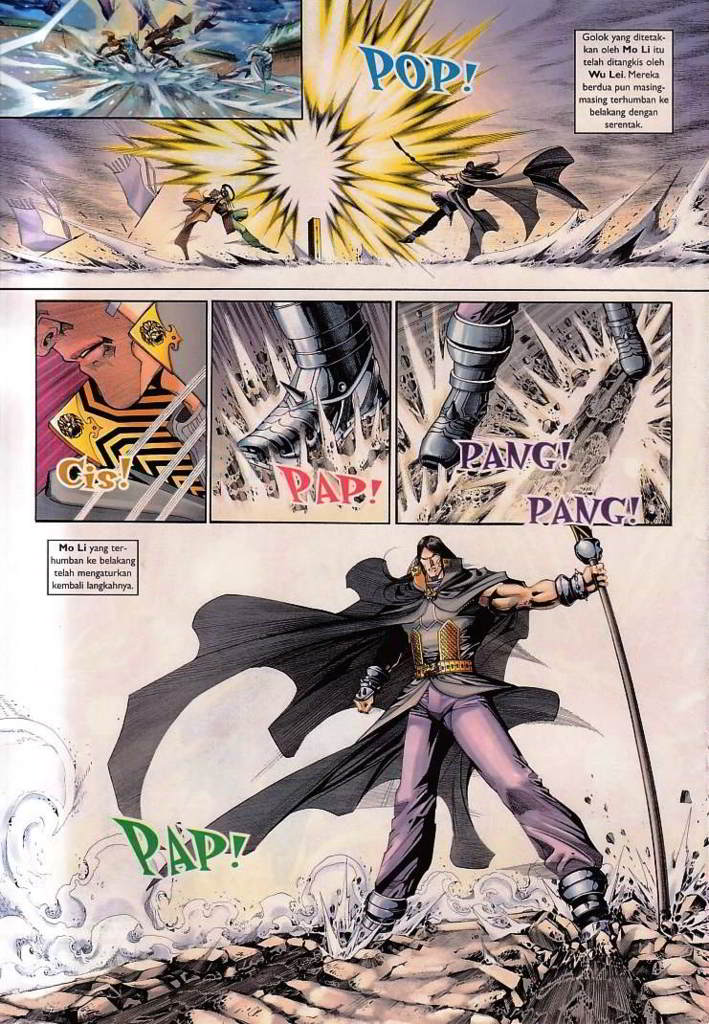 POP!
Golok yang ditetak-
kan oleh Mo Li itu
telah ditangkis oleh
Wu Lei. Mereka
berdua pun masing-
masing terhumban ke
belakang dengan
serentak.
Cis!
PAP!
PANG!
PANG!
Mo Li yang ter-
humban ke belakang
telah mengaturkan
kembali langkahnya.
PAP!